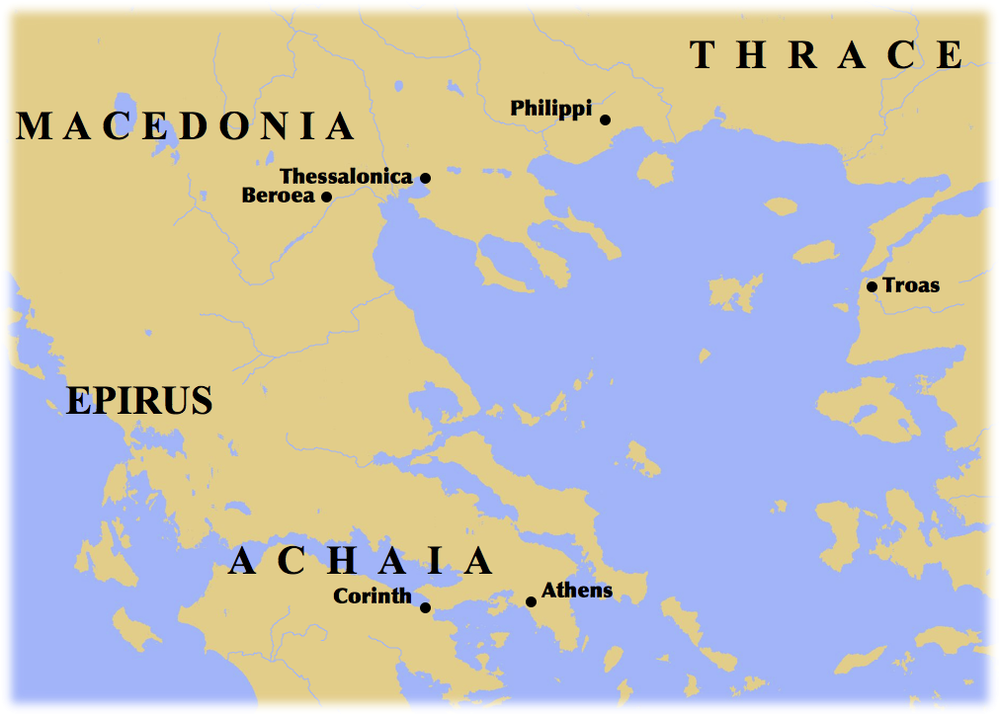 THRACE
Philippi
MACEDONIA
Thessalonica
Beroea
Troas
EPIRUS
ACHAIA
Athens
Corinth